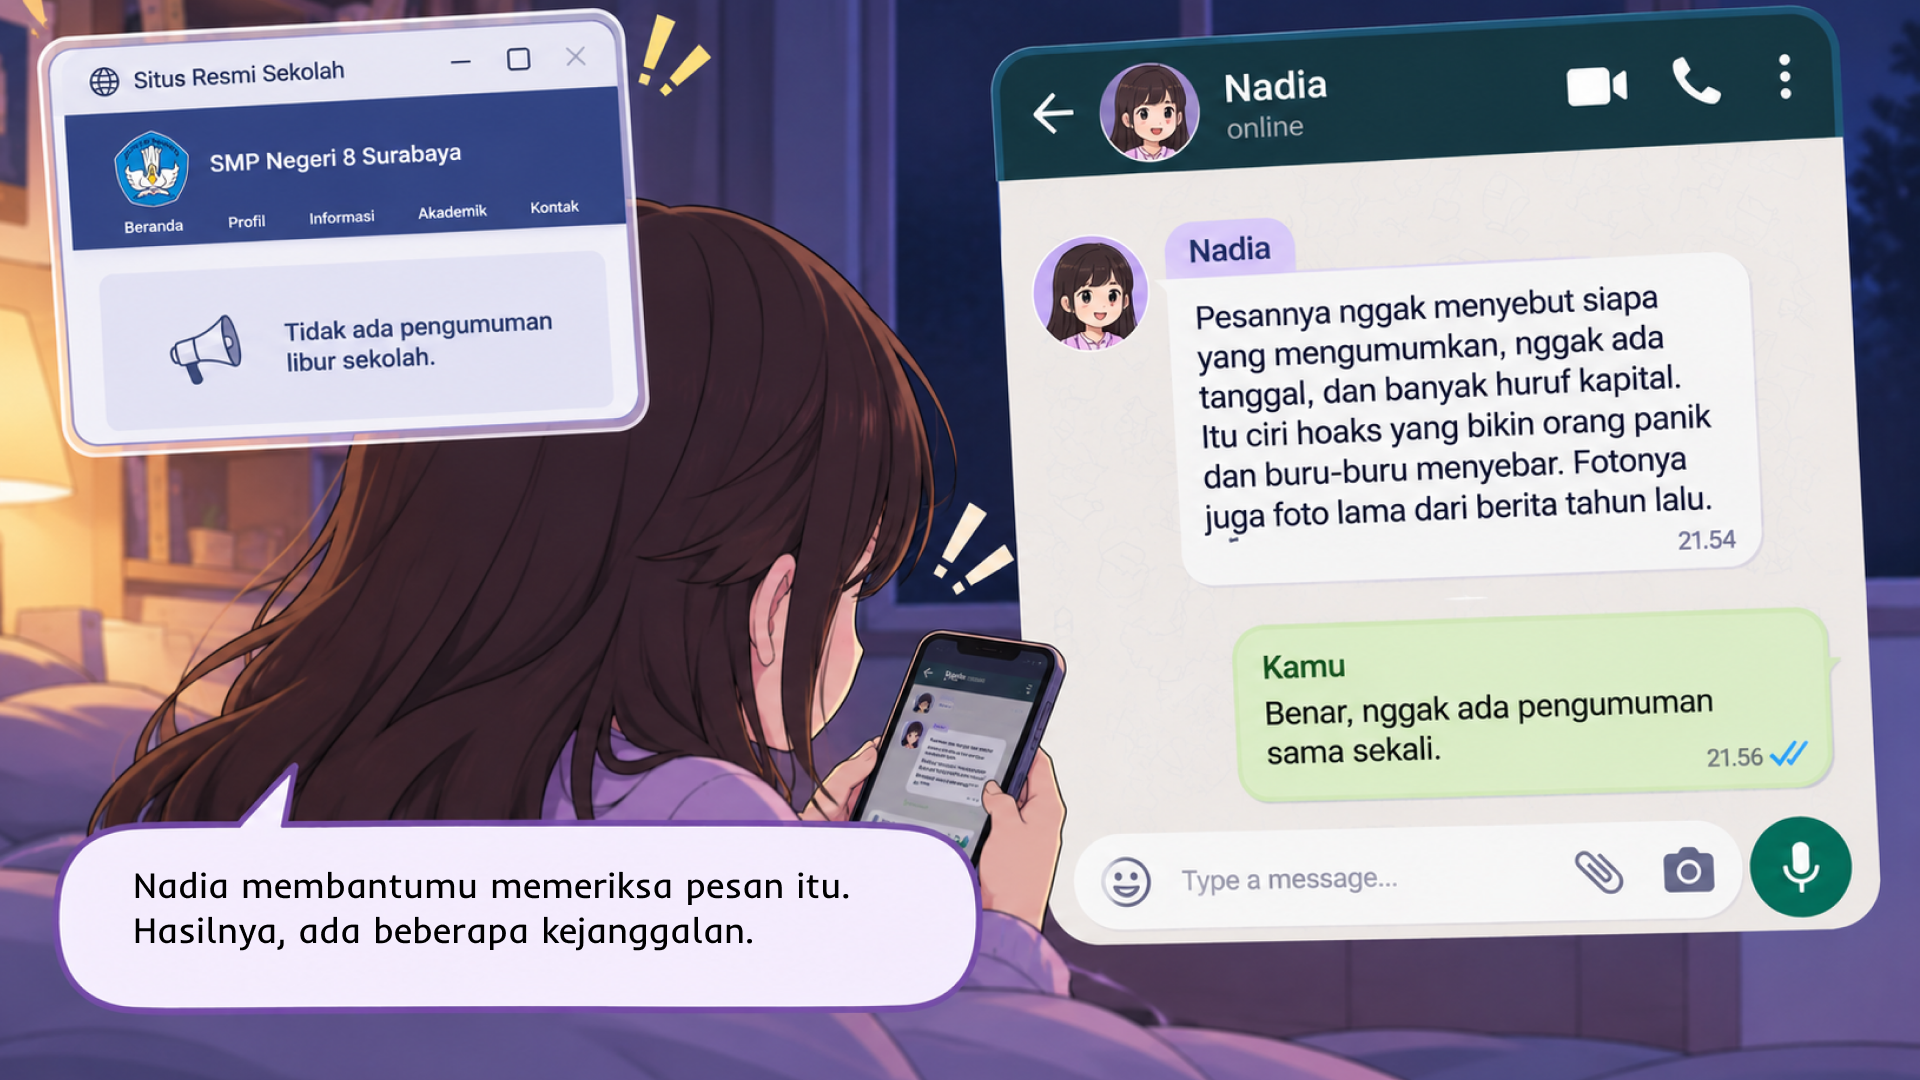 Situs Resmi Sekolah
SMP Negeri 8 Surabaya
Beranda Profil Informasi Akademik Kontak
Tidak ada pengumuman
libur sekolah.
Nadia
online
Nadia
Pesannya nggak menyebut siapa
yang mengumumkan, nggak ada
tanggal, dan banyak huruf kapital.
Itu ciri hoaks yang bikin orang panik
dan buru-buru menyebar. Fotonya
juga foto lama dari berita tahun lalu.
21.54
Kamu
Benar, nggak ada pengumuman
sama sekali.
21.56
Type a message...
Nadia membantumu memeriksa pesan itu.
Hasilnya, ada beberapa kejanggalan.